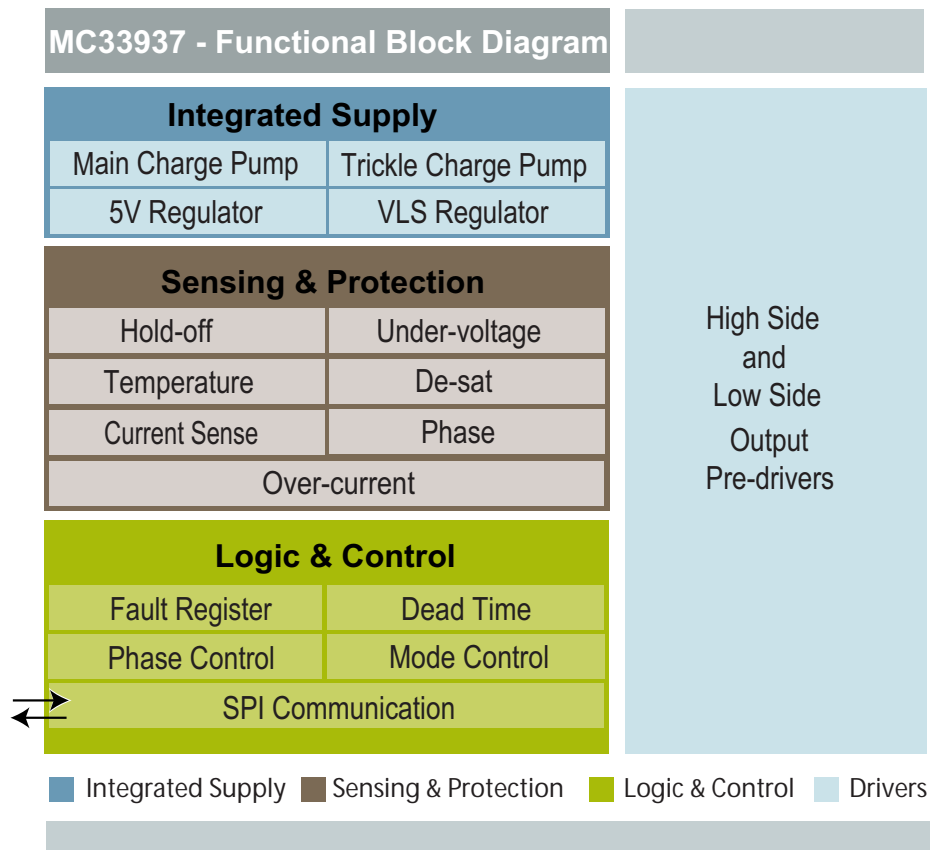 MC33937 - Functional Block Diagram
Integrated Supply
Main Charge Pump
Trickle Charge Pump
5V Regulator
VLS Regulator
Sensing & Protection
Hold-off
Under-voltage
Temperature
De-sat
Current Sense
Phase
Over-current
Logic & Control
Fault Register
Dead Time
Phase Control
Mode Control
SPI Communication
High Side
and
Low Side
Output
Pre-drivers
Integrated Supply
Sensing & Protection
Logic & Control
Drivers